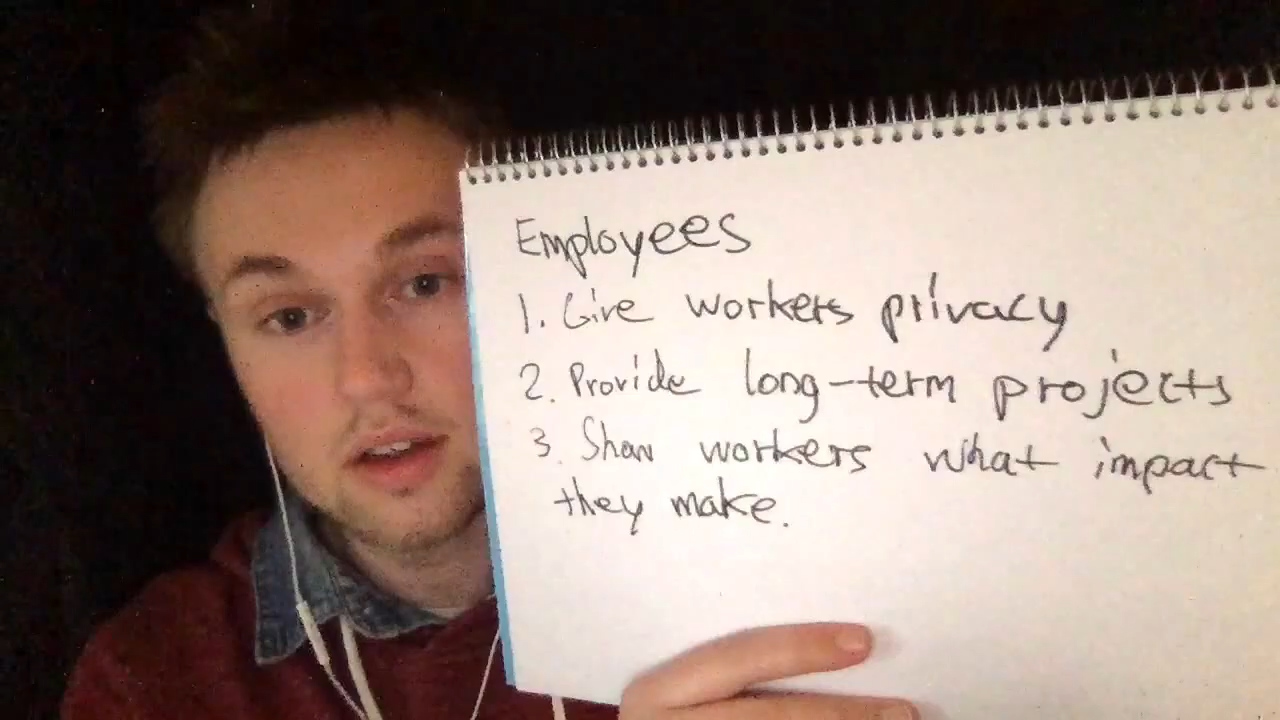 Employees
1. Give workers privacy
2. Provide long-term projects
3. Show workers what impact
they make.